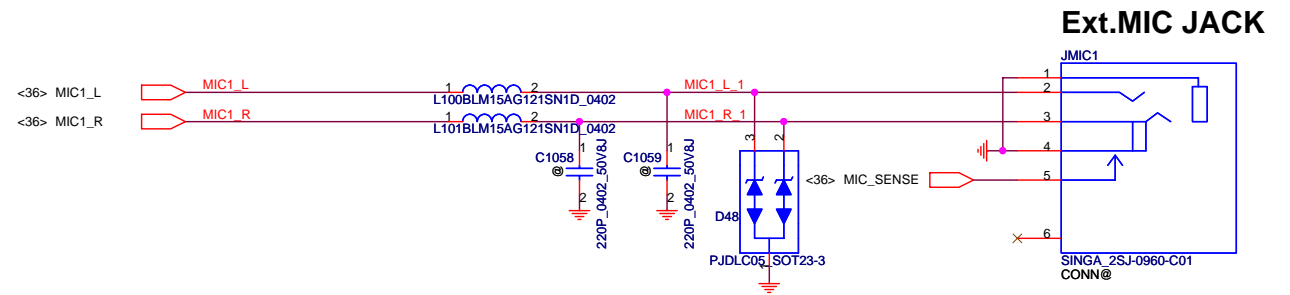 Ext.MIC JACK
JMIC1
<36> MIC1_L
MIC1_L
1
2
L100BLM15AG121SN1D_0402
MIC1_L_1
1
2
<36> MIC1_R
MIC1_R
1
2
L101BLM15AG121SN1D_0402
MIC1_R_1
3
4
5
6
C1058
@
1
2
220P_0402_50V8J
C1059
@
1
2
220P_0402_50V8J
3
2
1
D48
PJDLC05_SOT23-3
<36> MIC_SENSE
SINGA_2SJ-0960-C01
CONN@